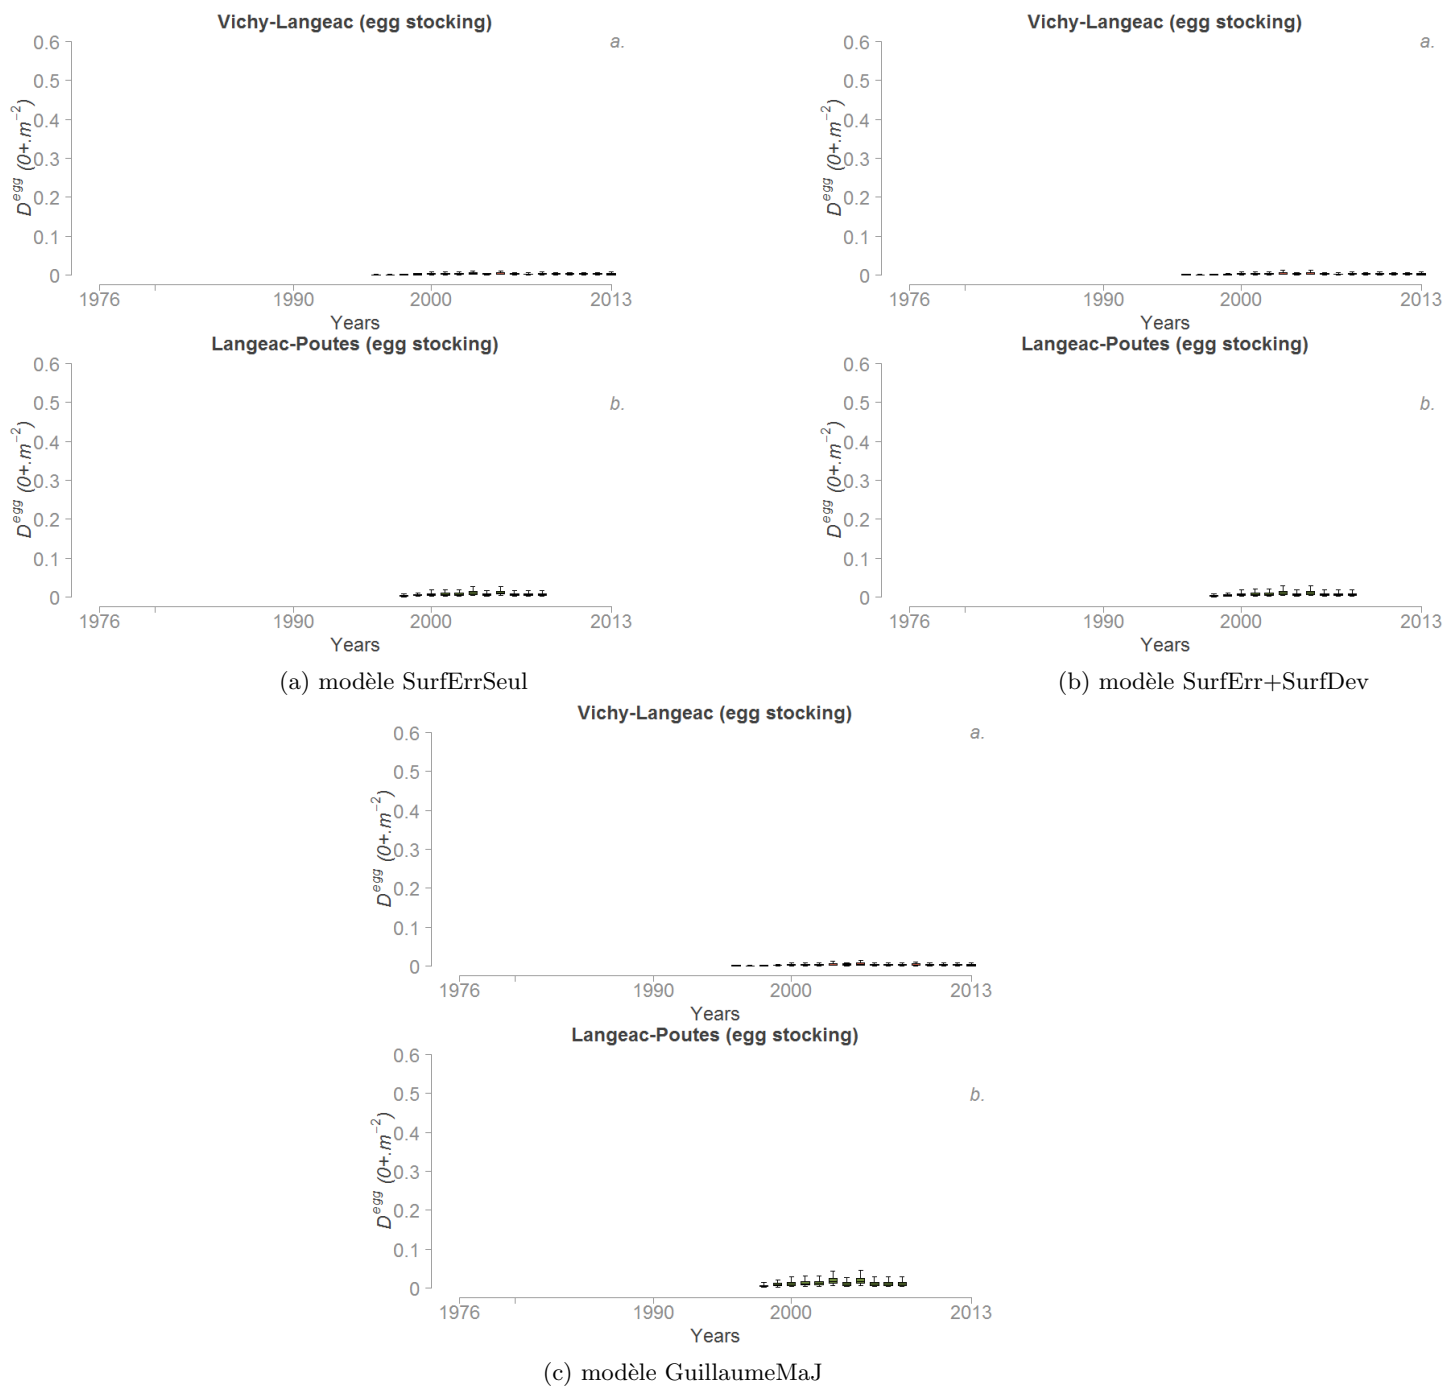 Vichy-Langeac (egg stocking)
a.
0.6
0.5
0.4
0.3
0.2
0.1
0
D^egg (0+.m^-2)
1976
1990
2000
2013
Years
Langeac-Poutes (egg stocking)
b.
0.6
0.5
0.4
0.3
0.2
0.1
0
D^egg (0+.m^-2)
1976
1990
2000
2013
Years
(a) modèle SurfErrSeul
Vichy-Langeac (egg stocking)
a.
0.6
0.5
0.4
0.3
0.2
0.1
0
D^egg (0+.m^-2)
1976
1990
2000
2013
Years
Langeac-Poutes (egg stocking)
b.
0.6
0.5
0.4
0.3
0.2
0.1
0
D^egg (0+.m^-2)
1976
1990
2000
2013
Years
(b) modèle SurfErr+SurfDev
Vichy-Langeac (egg stocking)
a.
0.6
0.5
0.4
0.3
0.2
0.1
0
D^egg (0+.m^-2)
1976
1990
2000
2013
Years
Langeac-Poutes (egg stocking)
b.
0.6
0.5
0.4
0.3
0.2
0.1
0
D^egg (0+.m^-2)
1976
1990
2000
2013
Years
(c) modèle GuillaumeMaJ